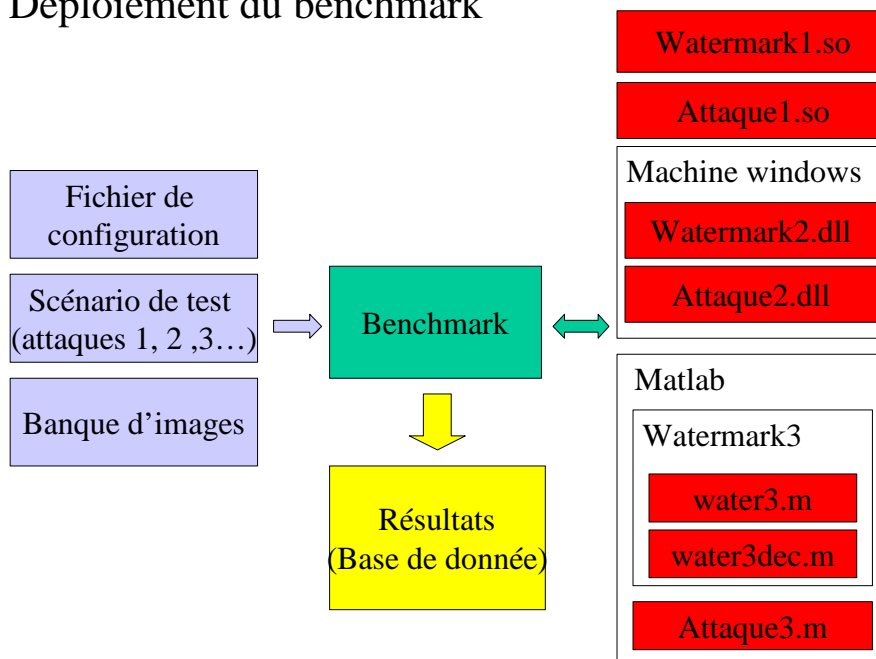 Déploiement du benchmark
Fichier de
configuration
Scénario de test
(attaques 1, 2 ,3…)
Banque d’images
Benchmark
Résultats
(Base de donnée)
Watermark1.so
Attaque1.so
Machine windows
Watermark2.dll
Attaque2.dll
Matlab
Watermark3
water3.m
water3dec.m
Attaque3.m